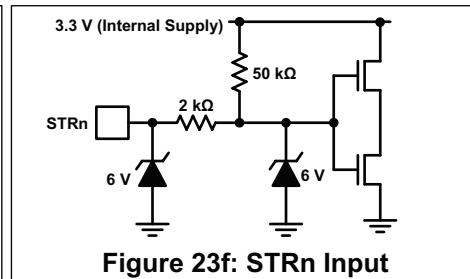 3.3 V (Internal Supply)
50 kΩ
2 kΩ
STRn
6 V
6 V
Figure 23f: STRn Input